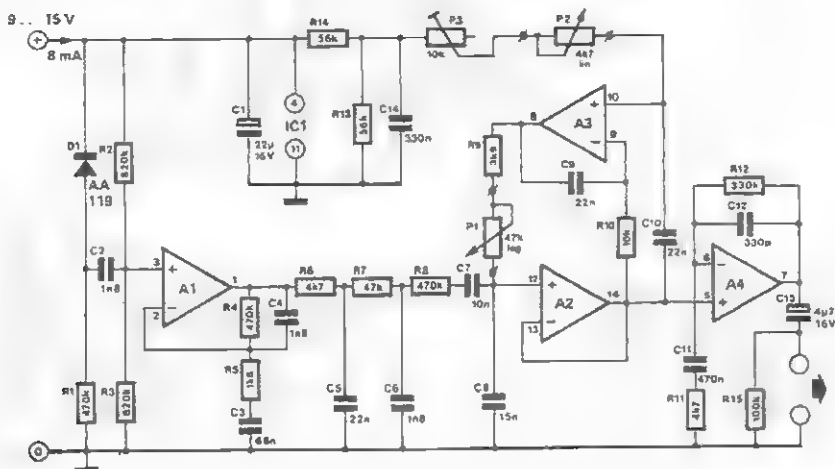 9.. 15 V
+
8 mA
R14
56k
P3
10k
P2
4k7
lin
D1
AA
119
R2
820k
C1
22µ
16V
4
IC1
11
R13
56k
C14
330n
R9
3k9
8
A3
10
+
9
−
C9
22n
P1
47k
log
R10
10k
C10
22n
R12
330k
C12
330p
C2
1n8
3
+
A1
1
2
−
R4
470k
C4
1n8
R6
4k7
R7
47k
R8
470k
C7
10n
12
+
A2
14
13
−
6
−
A4
7
5
+
R5
1k8
C3
68n
C5
22n
C6
1n8
C8
15n
C11
470n
R11
4k7
R15
100k
4µ7
16V
R1
470k
R3
820k
0